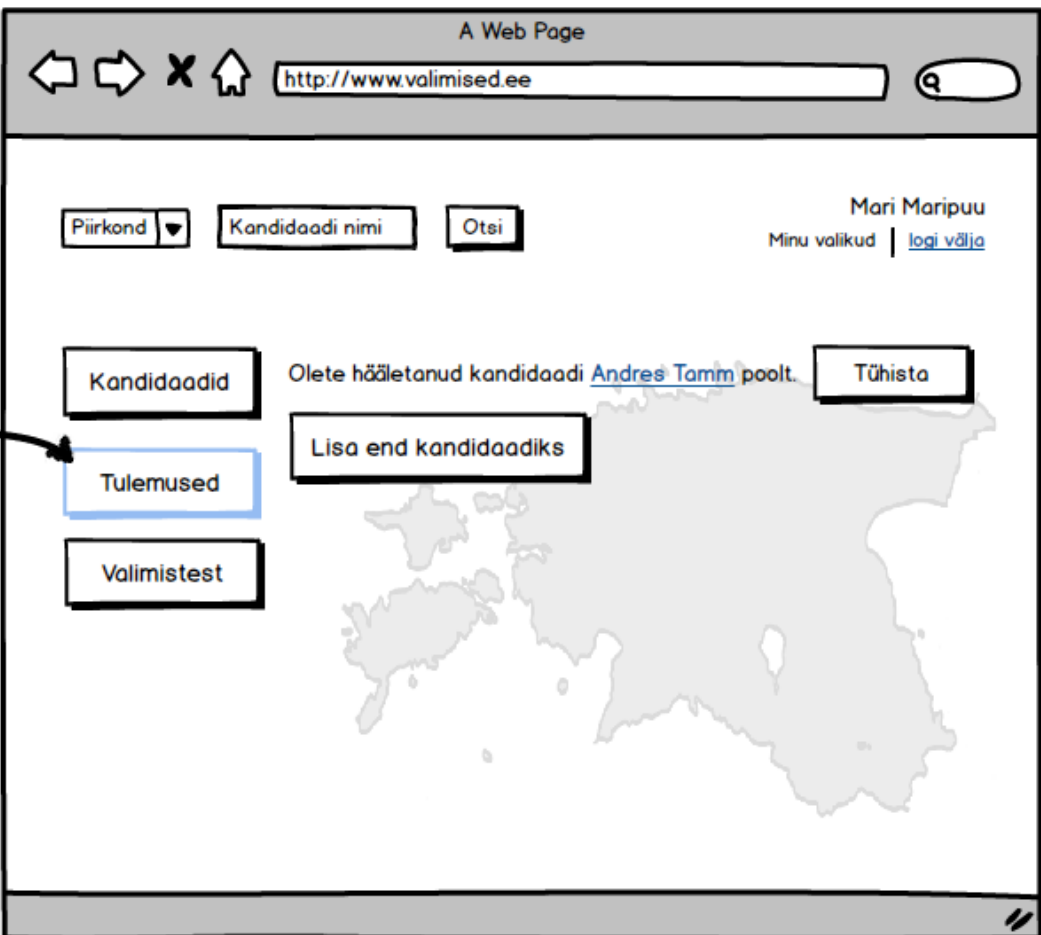 A Web Page
http://www.valimised.ee
Piirkond
Kandidaadi nimi
Otsi
Mari Maripuu
Minu valikud
logi välja
Kandidaadid
Olete hääletanud kandidaadi Andres Tamm poolt.
Tühista
Lisa end kandidaadiks
Tulemused
Valimistest